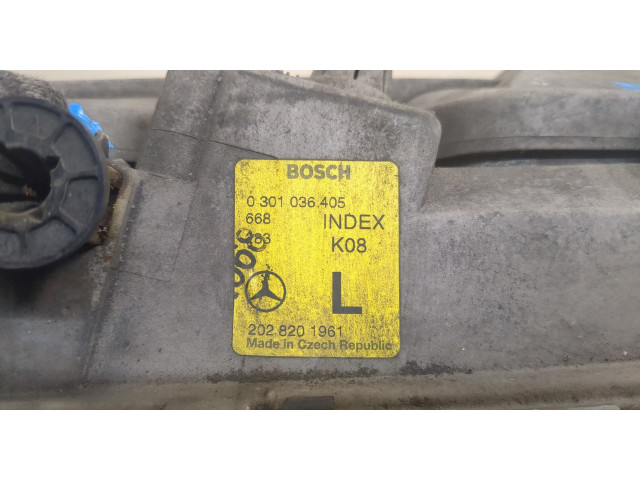 BOSCH
0 301 036 405
668
INDEX
K08
L
202 820 1961
Made in Czech Republic